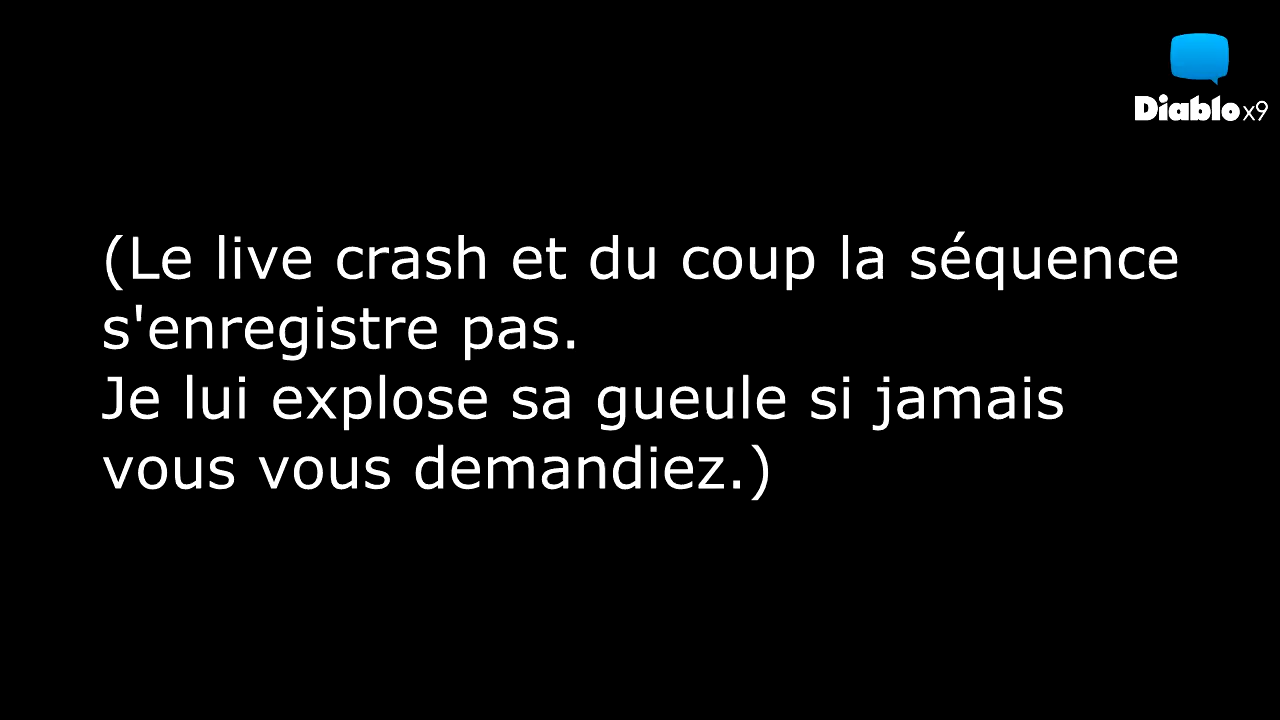 Diablox9
(Le live crash et du coup la séquence
s'enregistre pas.
Je lui explose sa gueule si jamais
vous vous demandiez.)